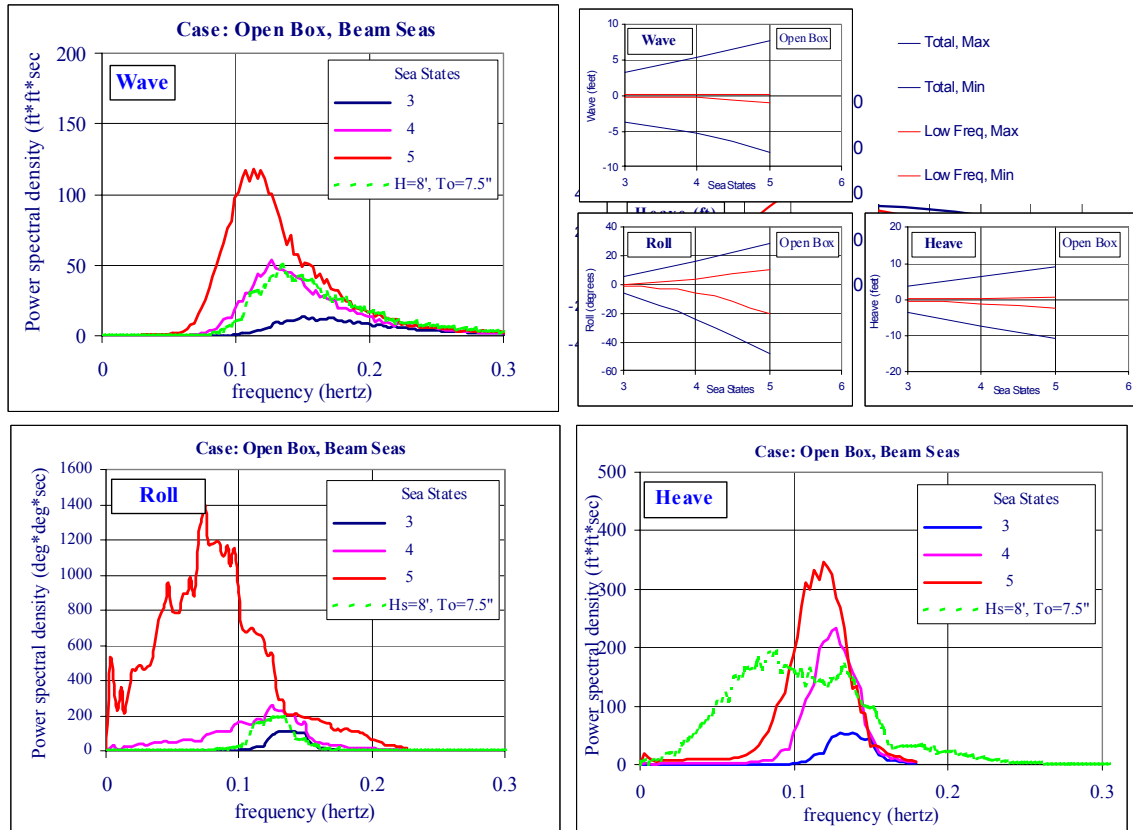 Case: Open Box, Beam Seas
Power spectral density (ft*ft*sec)
200
150
100
50
0
Wave
Sea States
3
4
5
H=8', To=7.5"
0
0.1
0.2
0.3
frequency (hertz)
Wave
Open Box
Wave (feet)
10
5
0
-5
-10
3
4
5
6
Sea States
Total, Max
Total, Min
Low Freq, Max
Low Freq, Min
Roll
Open Box
Roll (degrees)
40
20
0
-20
-40
-60
3
4
5
6
Sea States
Heave
Open Box
Heave (feet)
20
10
0
-10
-20
3
4
5
6
Sea States
Case: Open Box, Beam Seas
Power spectral density (deg*deg*sec)
1600
1400
1200
1000
800
600
400
200
0
Roll
Sea States
3
4
5
Hs=8', To=7.5"
0
0.1
0.2
0.3
frequency (hertz)
Case: Open Box, Beam Seas
Power spectral density (ft*ft*sec)
500
400
300
200
100
0
Heave
Sea States
3
4
5
Hs=8', To=7.5"
0
0.1
0.2
0.3
frequency (hertz)